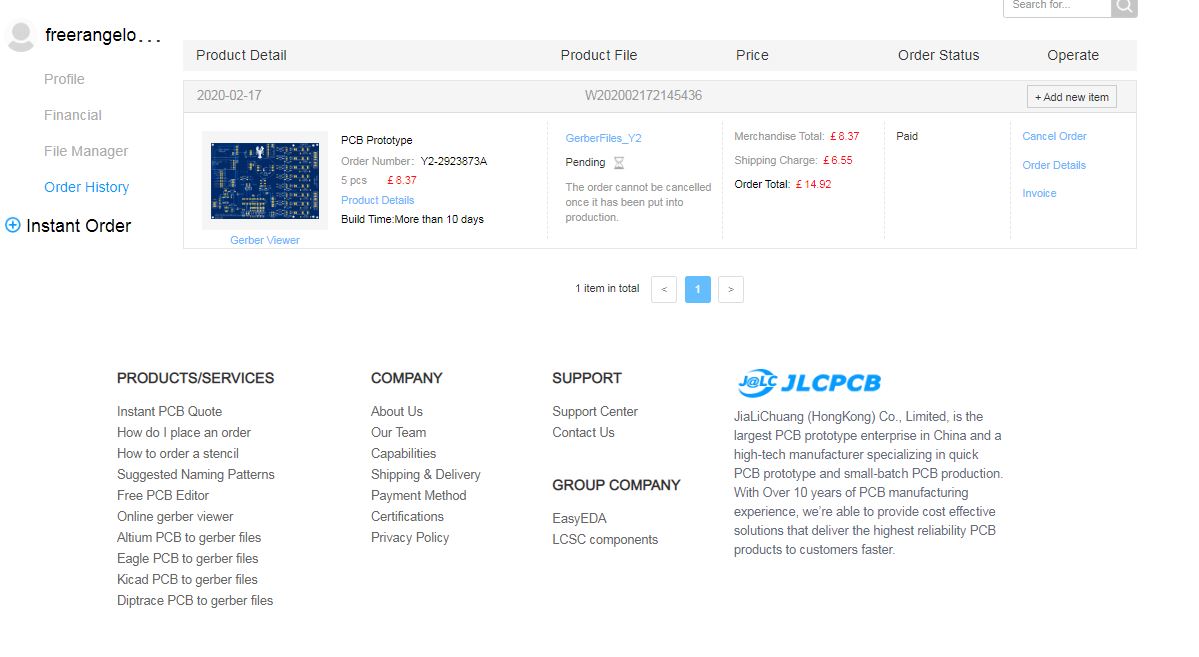 Search for...
freerangelo...
Profile
Financial
File Manager
Order History
Instant Order
Product Detail Product File Price Order Status Operate
2020-02-17 W202002172145436 + Add new item
PCB Prototype
Order Number: Y2-2923873A
5 pcs £ 8.37
Product Details
Build Time:More than 10 days
Gerber Viewer
GerberFiles_Y2
Pending
The order cannot be cancelled
once it has been put into
production.
Merchandise Total: £ 8.37
Shipping Charge: £ 6.55
Order Total: £ 14.92
Paid
Cancel Order
Order Details
Invoice
1 item in total < 1 >
PRODUCTS/SERVICES
Instant PCB Quote
How do I place an order
How to order a stencil
Suggested Naming Patterns
Free PCB Editor
Online gerber viewer
Altium PCB to gerber files
Eagle PCB to gerber files
Kicad PCB to gerber files
Diptrace PCB to gerber files
COMPANY
About Us
Our Team
Capabilities
Shipping & Delivery
Payment Method
Certifications
Privacy Policy
SUPPORT
Support Center
Contact Us
GROUP COMPANY
EasyEDA
LCSC components
J@LC JLCPCB
JiaLiChuang (HongKong) Co., Limited, is the
largest PCB prototype enterprise in China and a
high-tech manufacturer specializing in quick
PCB prototype and small-batch PCB production.
With Over 10 years of PCB manufacturing
experience, we're able to provide cost effective
solutions that deliver the highest reliability PCB
products to customers faster.